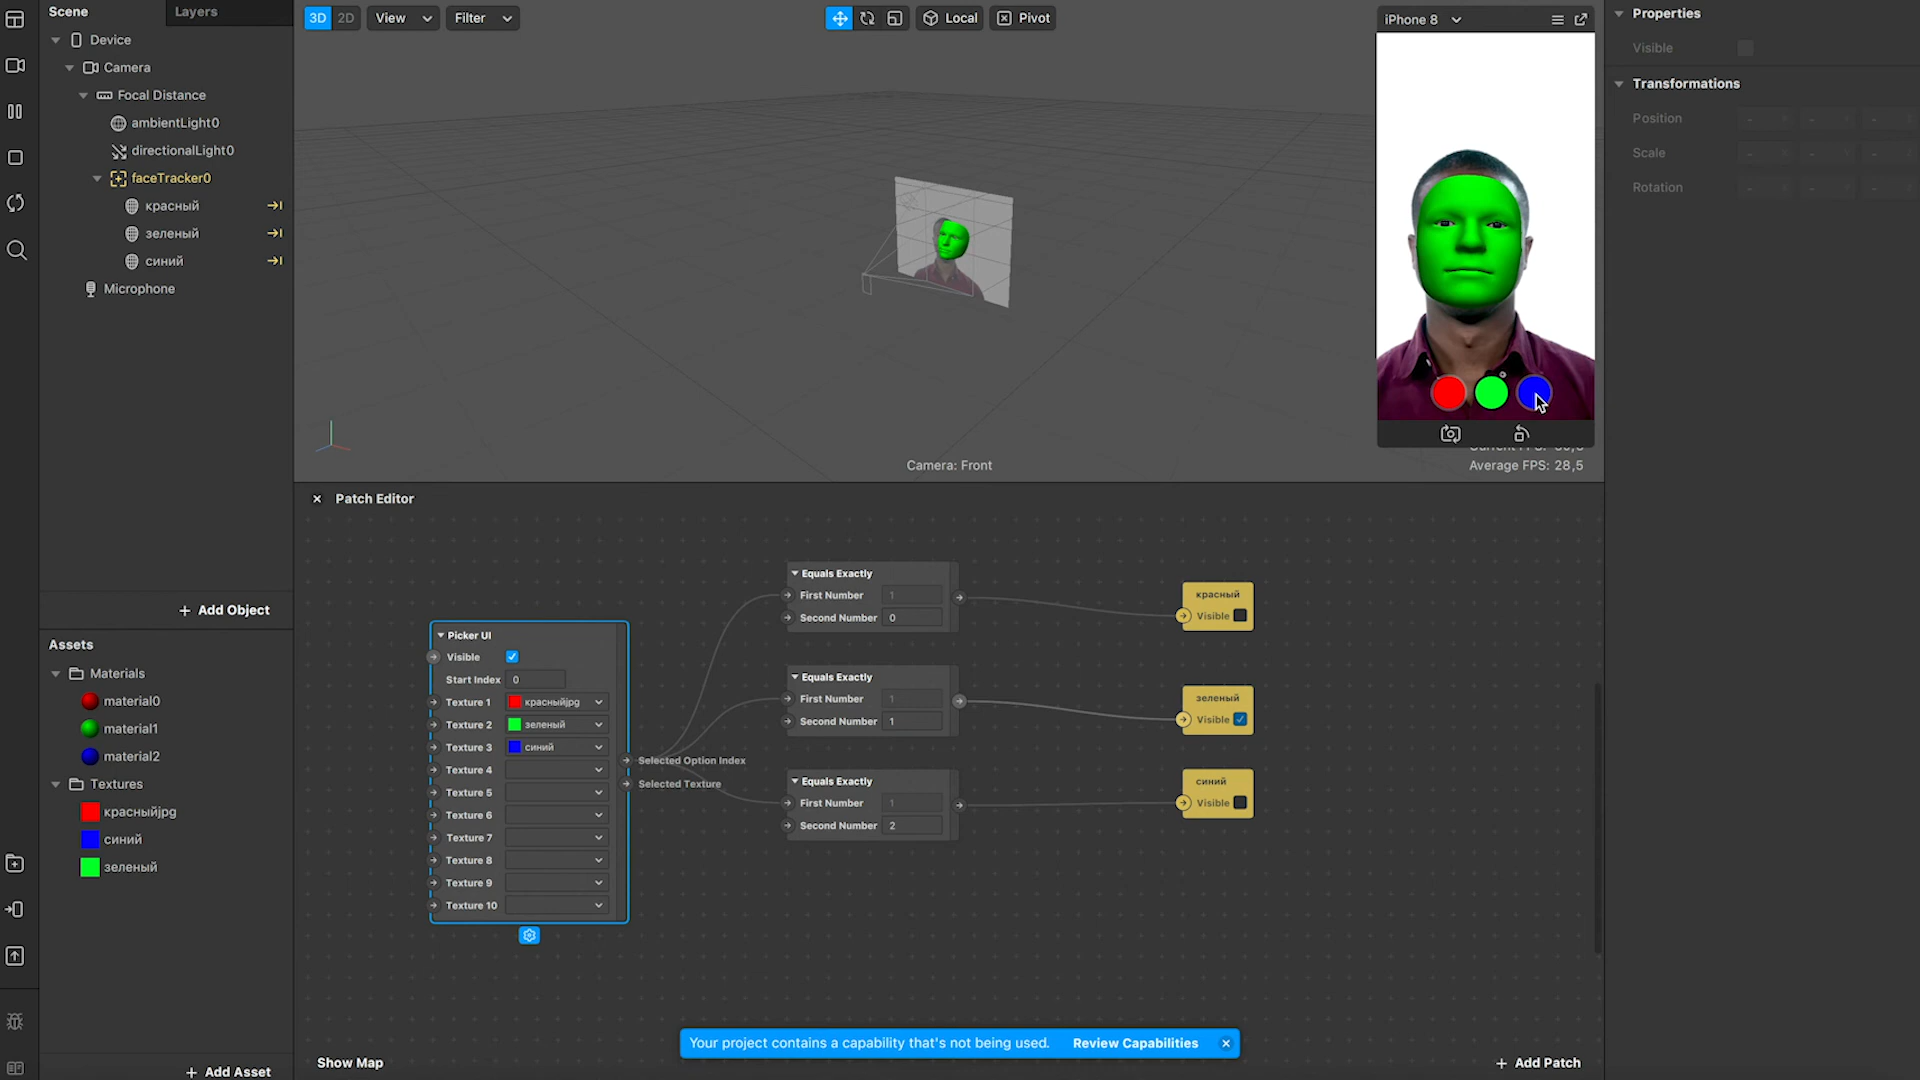 Scene
Layers
Device
Camera
Focal Distance
ambientLight0
directionalLight0
faceTracker0
красный
зеленый
синий
Microphone
+ Add Object
Assets
Materials
material0
material1
material2
Textures
красныйjpg
синий
зеленый
+ Add Asset
3D 2D View Filter
Local Pivot
Camera: Front
iPhone 8
Average FPS: 28,5
Properties
Visible
Transformations
Position
Scale
Rotation
Patch Editor
Picker UI
Visible
Start Index 0
Texture 1 красныйjpg
Texture 2 зеленый
Texture 3 синий
Texture 4
Texture 5
Texture 6
Texture 7
Texture 8
Texture 9
Texture 10
Selected Option Index
Selected Texture
Equals Exactly
First Number 1
Second Number 0
Equals Exactly
First Number 1
Second Number 1
Equals Exactly
First Number 1
Second Number 2
красный
Visible
зеленый
Visible
синий
Visible
Your project contains a capability that's not being used. Review Capabilities
Show Map
+ Add Patch